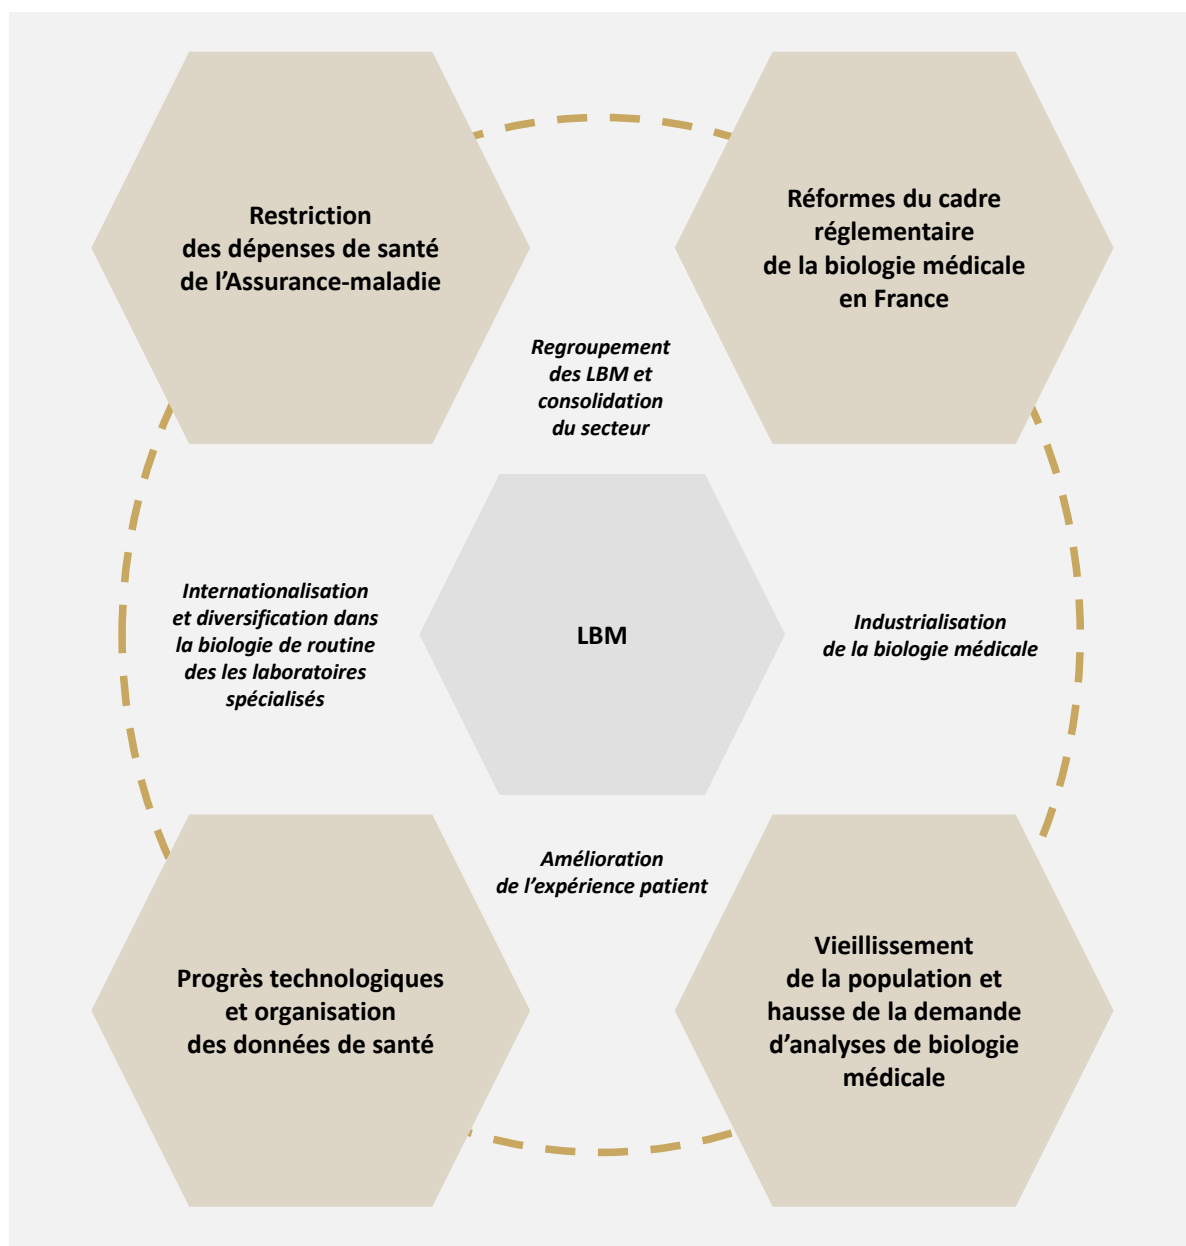 Restriction
des dépenses de santé
de l’Assurance-maladie
Réformes du cadre
réglementaire
de la biologie médicale
en France
Regroupement
des LBM et
consolidation
du secteur
Internationalisation
et diversification dans
la biologie de routine
des les laboratoires
spécialisés
LBM
Industrialisation
de la biologie médicale
Amélioration
de l’expérience patient
Progrès technologiques
et organisation
des données de santé
Vieillissement
de la population et
hausse de la demande
d’analyses de biologie
médicale